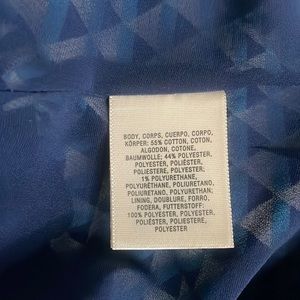 BODY, CORPS, CUERPO, CORPO,
KÖRPER: 55% COTTON, COTON,
ALGODON, COTONE,
BAUMWOLLE; 44% POLYESTER,
POLYESTER, POLIÉSTER,
POLIESTERE, POLYESTER;
1% POLYURETHANE,
POLYURÉTHANE, POLIURETANO,
POLIURETANO, POLYURETHAN;
LINING, DOUBLURE, FORRO,
FODERA, FUTTERSTOFF:
100% POLYESTER, POLYESTER,
POLIÉSTER, POLIESTERE,
POLYESTER